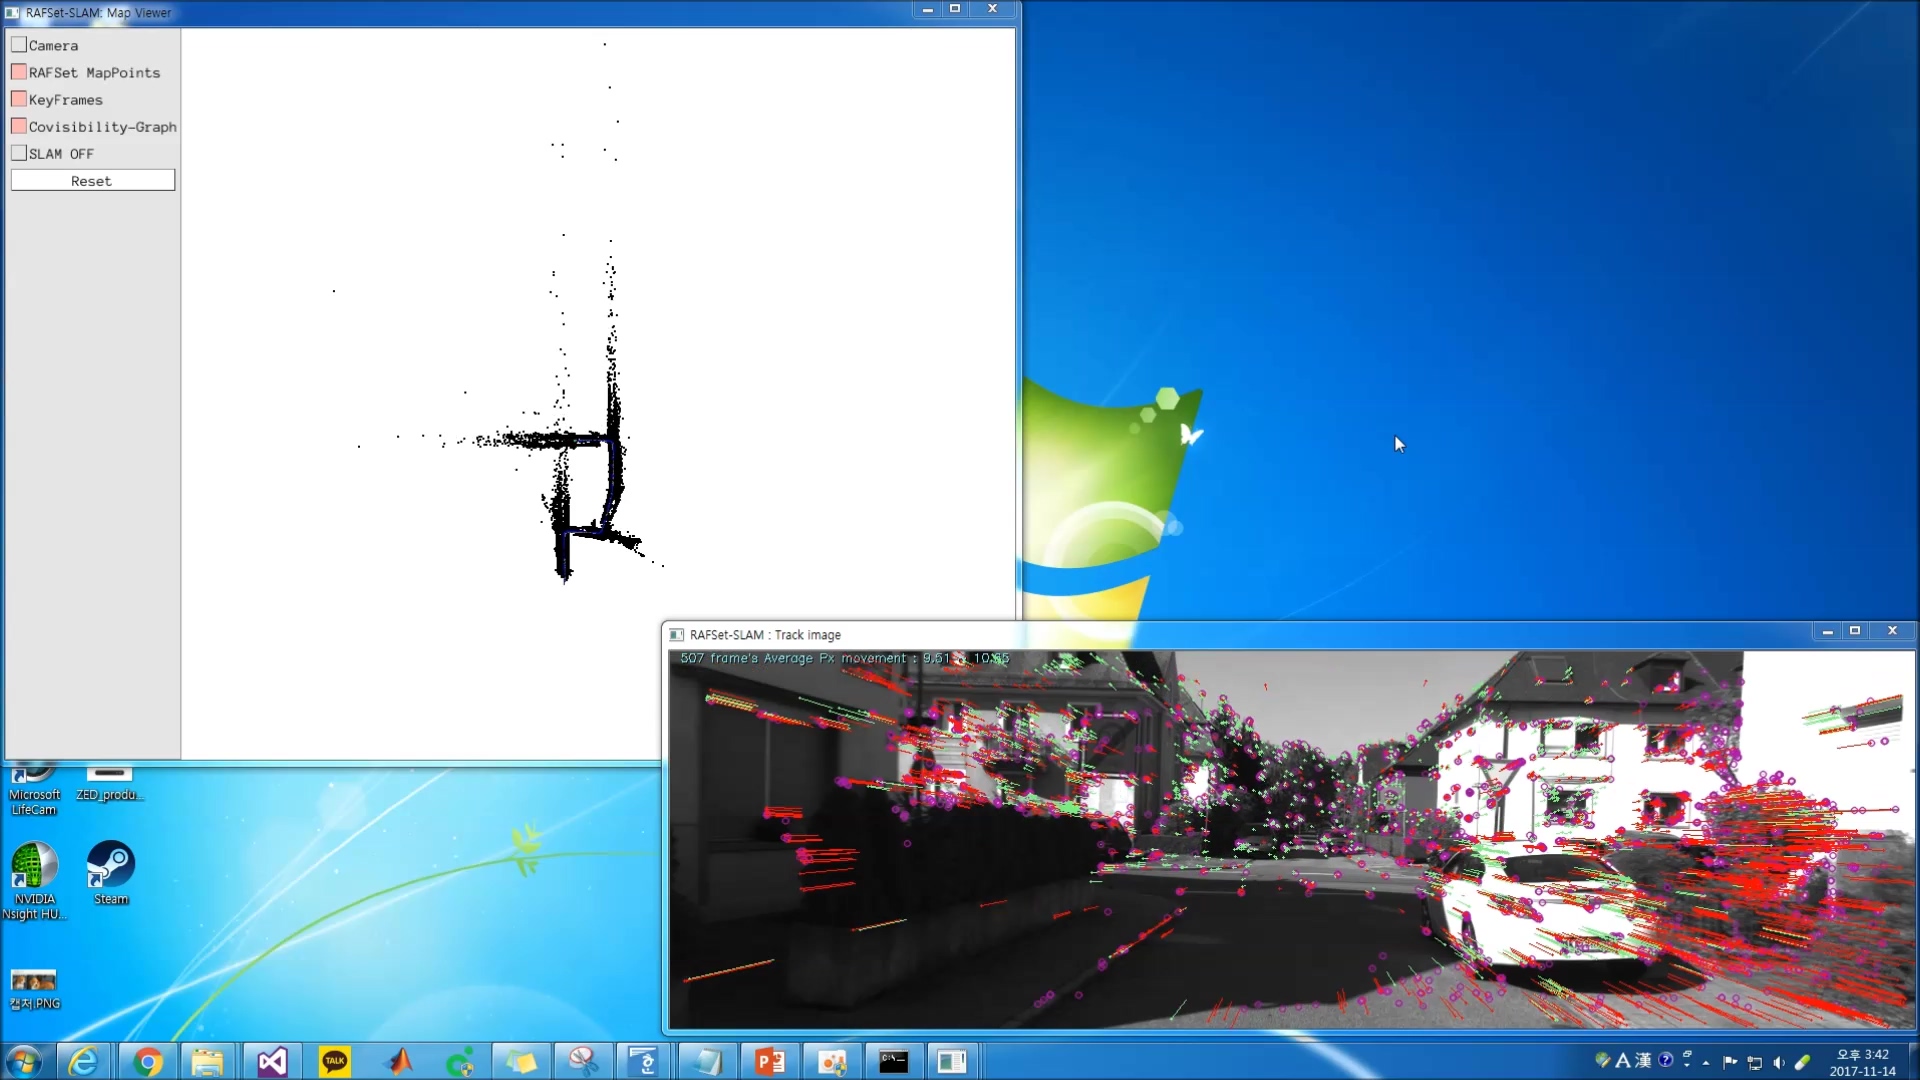 RAFSet-SLAM: Map Viewer
Camera
RAFSet MapPoints
KeyFrames
Covisibility-Graph
SLAM OFF
Reset
RAFSet-SLAM : Track image
507 frame's Average Px movement : 9.51
Microsoft LifeCam
ZED_produ...
NVIDIA Nsight HU...
Steam
캡처.PNG
TALK
A 漢
오후 3:42
2017-11-14